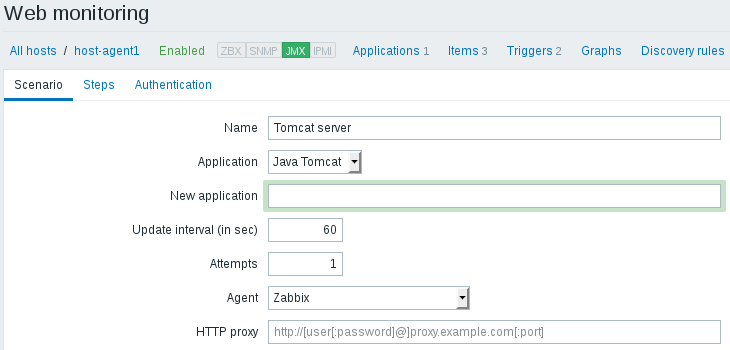 Web monitoring
All hosts / host-agent1 Enabled ZBX SNMP JMX IPMI Applications 1 Items 3 Triggers 2 Graphs Discovery rules
Scenario Steps Authentication
Name Tomcat server
Application Java Tomcat
New application
Update interval (in sec) 60
Attempts 1
Agent Zabbix
HTTP proxy http://[user[:password]@]proxy.example.com[:port]